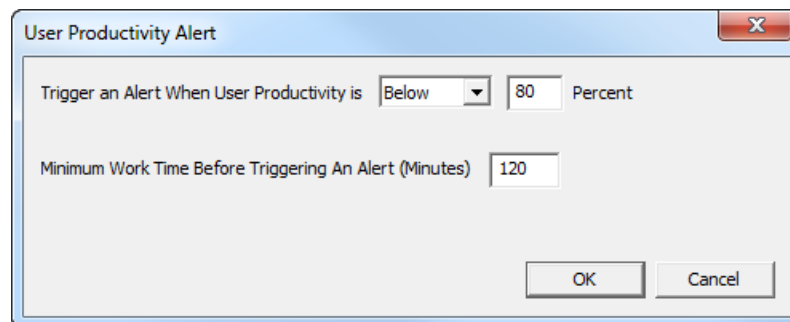 User Productivity Alert
Trigger an Alert When User Productivity is Below 80 Percent
Minimum Work Time Before Triggering An Alert (Minutes) 120
OK Cancel